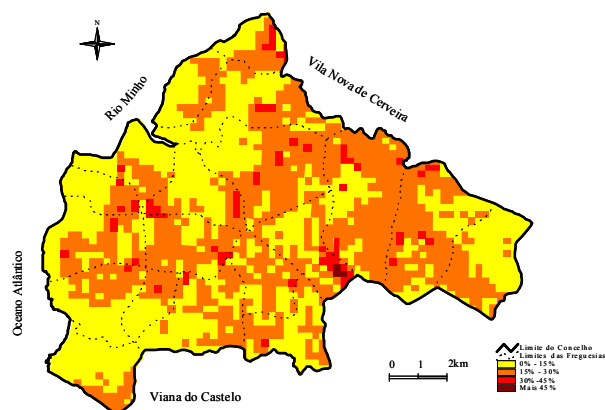 N
Vila Nova de Cerveira
Rio Minho
Oceamo Atlântico
Viana do Castelo
0 1 2km
Limite do Concelho
Limites das Freguesias
0% - 15%
15% - 30%
30% -45%
Mais 45%